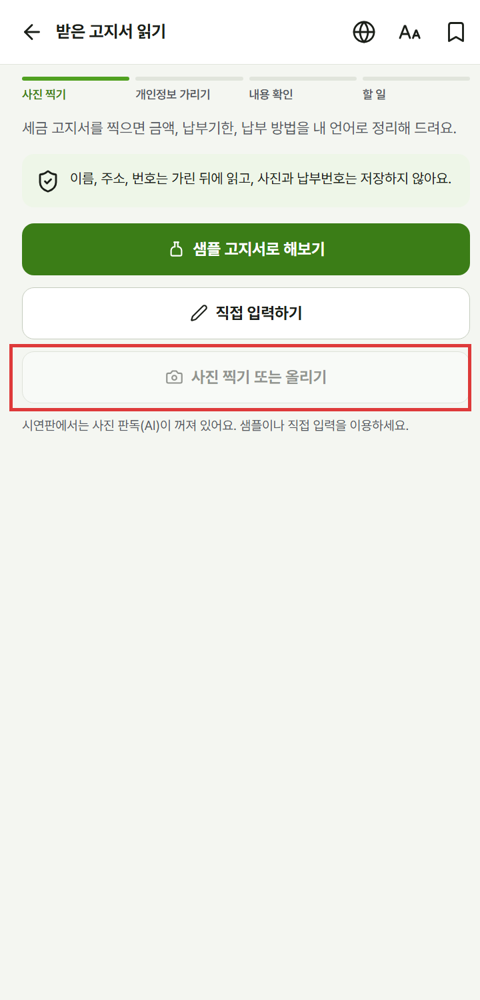 받은 고지서 읽기
사진 찍기
개인정보 가리기
내용 확인
할 일
세금 고지서를 찍으면 금액, 납부기한, 납부 방법을 내 언어로 정리해 드려요.
이름, 주소, 번호는 가린 뒤에 읽고, 사진과 납부번호는 저장하지 않아요.
샘플 고지서로 해보기
직접 입력하기
사진 찍기 또는 올리기
시연판에서는 사진 판독(AI)이 꺼져 있어요. 샘플이나 직접 입력을 이용하세요.